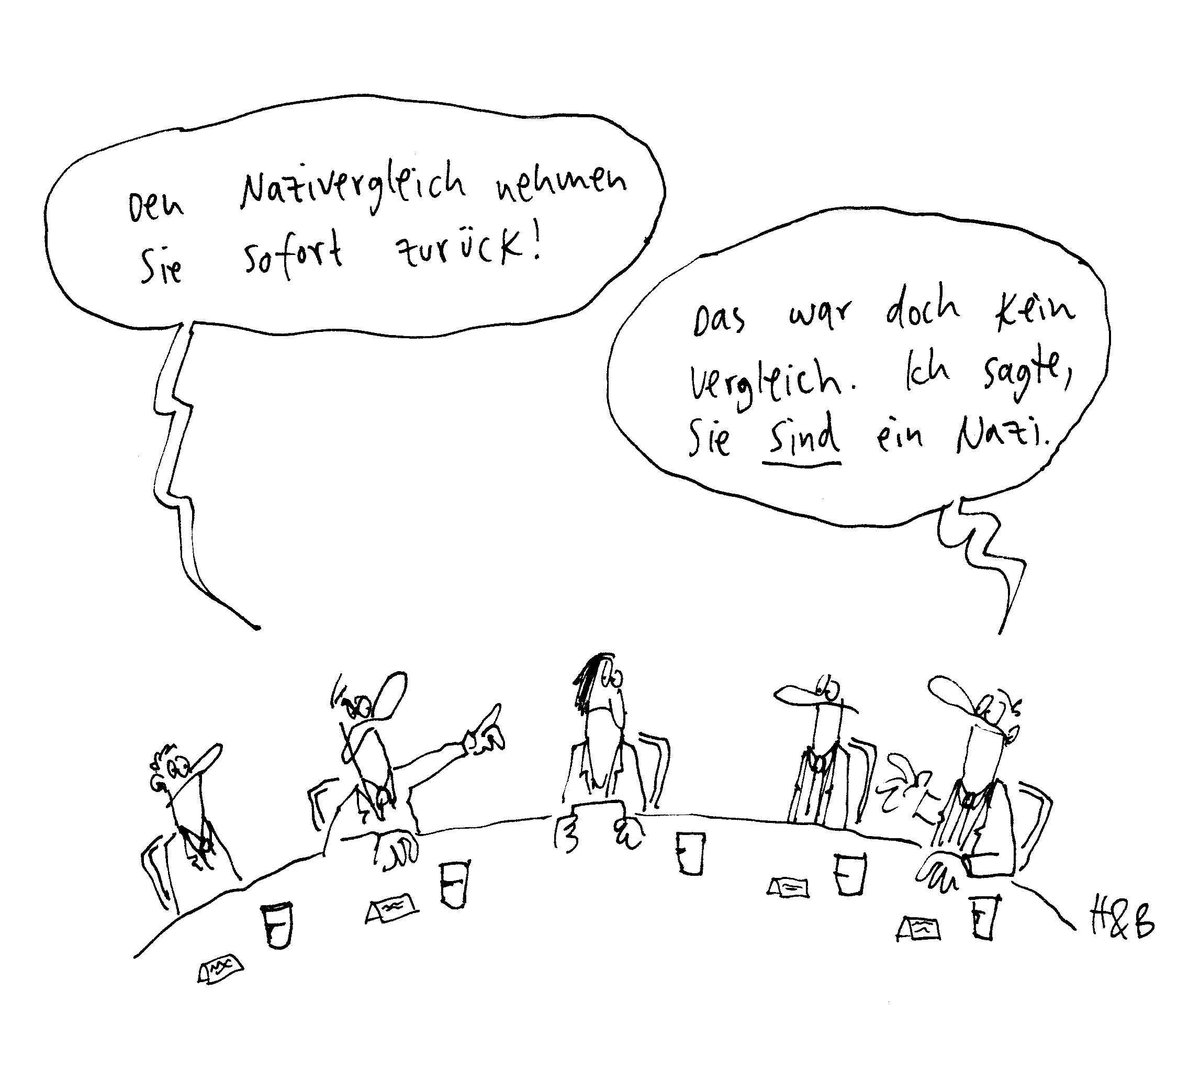 Den Nazivergleich nehmen
Sie sofort zurück!
Das war doch kein
Vergleich. Ich sagte,
Sie sind ein Nazi.
H&B